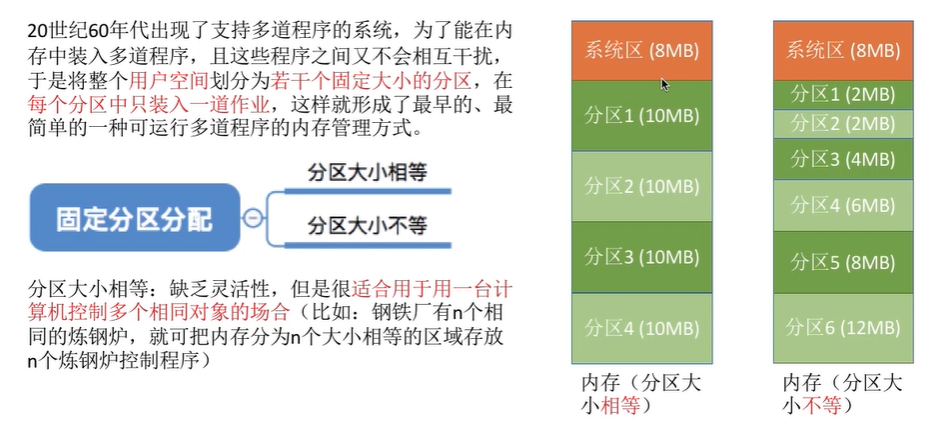 20世纪60年代出现了支持多道程序的系统，为了能在内
存中装入多道程序，且这些程序之间又不会相互干扰，
于是将整个用户空间划分为若干个固定大小的分区，在
每个分区中只装入一道作业，这样就形成了最早的、最
简单的一种可运行多道程序的内存管理方式。
固定分区分配
分区大小相等
分区大小不等
分区大小相等：缺乏灵活性，但是很适合用于用一台计
算机控制多个相同对象的场合（比如：钢铁厂有n个相
同的炼钢炉，就可把内存分为n个大小相等的区域存放
n个炼钢炉控制程序）
系统区 (8MB)
分区1 (10MB)
分区2 (10MB)
分区3 (10MB)
分区4 (10MB)
内存（分区大
小相等）
系统区 (8MB)
分区1 (2MB)
分区2 (2MB)
分区3 (4MB)
分区4 (6MB)
分区5 (8MB)
分区6 (12MB)
内存（分区大
小不等）